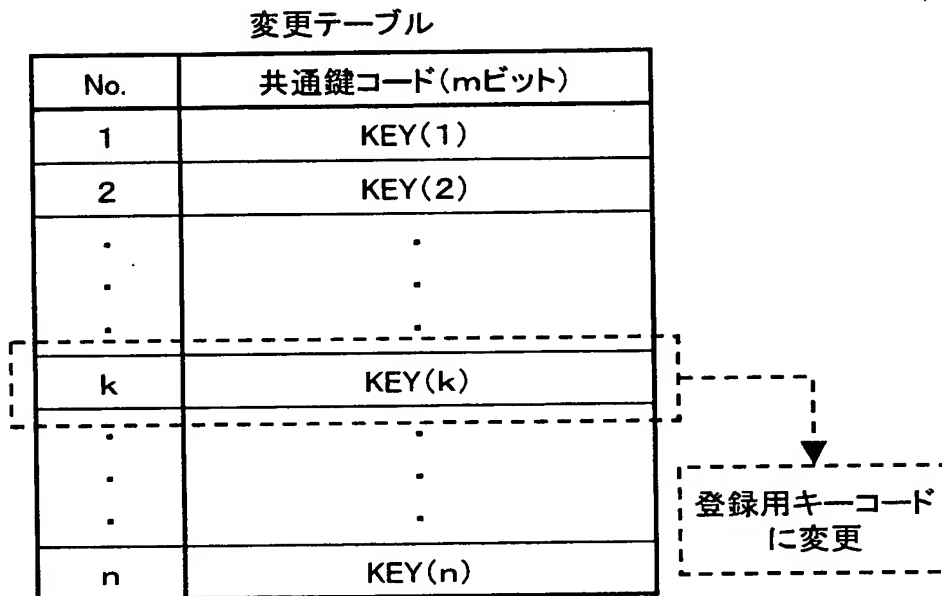 変更テーブル
No. 共通鍵コード(mビット)
1 KEY(1)
2 KEY(2)
k KEY(k)
登録用キーコード
に変更
n KEY(n)